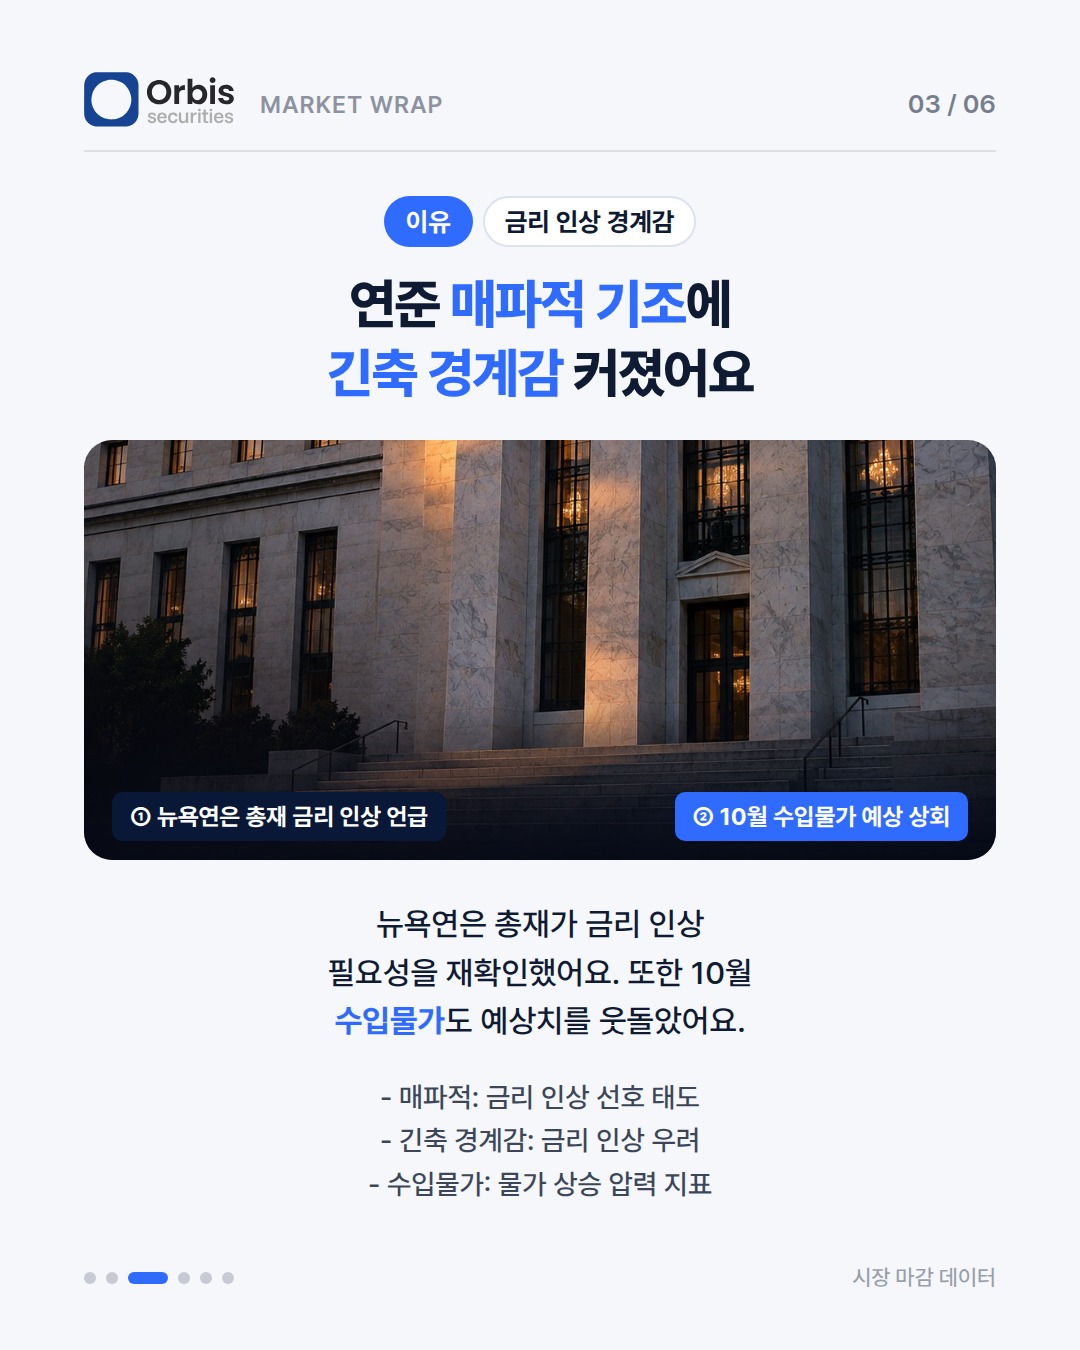 Orbis
securities
MARKET WRAP
03 / 06
이유
금리 인상 경계감
연준 매파적 기조에
긴축 경계감 커졌어요
① 뉴욕연은 총재 금리 인상 언급
② 10월 수입물가 예상 상회
뉴욕연은 총재가 금리 인상
필요성을 재확인했어요. 또한 10월
수입물가도 예상치를 웃돌았어요.
- 매파적: 금리 인상 선호 태도
- 긴축 경계감: 금리 인상 우려
- 수입물가: 물가 상승 압력 지표
시장 마감 데이터